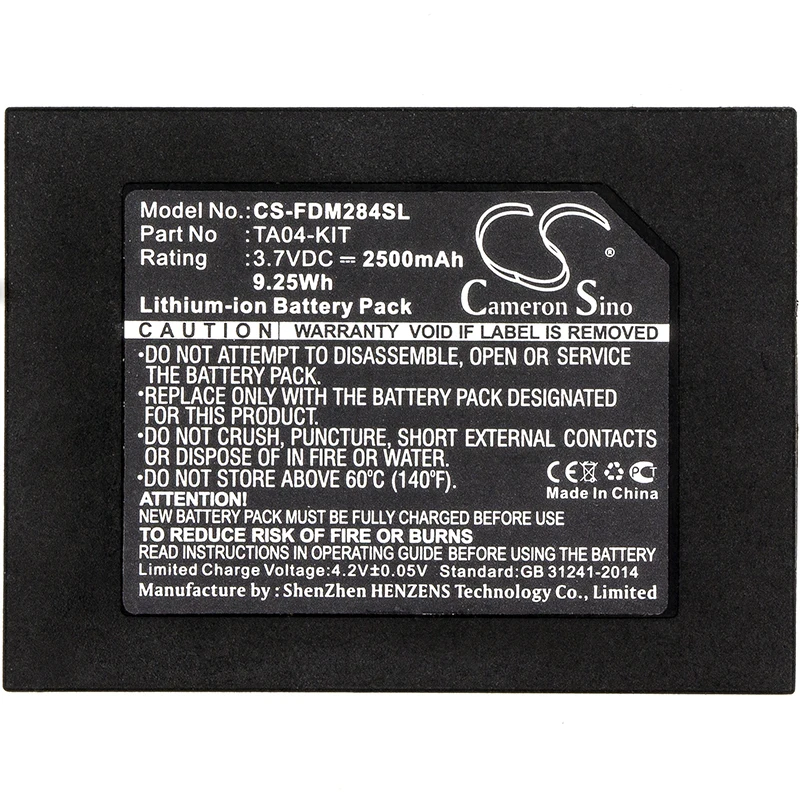 Model No.: CS-FDM284SL
Part No : TA04-KIT
Rating : 3.7VDC ⎓ 2500mAh
9.25Wh
Lithium-ion Battery Pack
CS ®
Cameron Sino
CAUTION WARRANTY VOID IF LABEL IS REMOVED
•DO NOT ATTEMPT TO DISASSEMBLE, OPEN OR SERVICE
THE BATTERY PACK.
•REPLACE ONLY WITH THE BATTERY PACK DESIGNATED
FOR THIS PRODUCT.
•DO NOT CRUSH, PUNCTURE, SHORT EXTERNAL CONTACTS
OR DISPOSE OF IN FIRE OR WATER.
•DO NOT STORE ABOVE 60°C (140°F).
CE PCT
Made In China
ATTENTION!
NEW BATTERY PACK MUST BE FULLY CHARGED BEFORE USE
TO REDUCE RISK OF FIRE OR BURNS
READ INSTRUCTIONS IN OPERATING GUIDE BEFORE USING THE BATTERY.
Limited Charge Voltage:4.2V±0.05V Standard:GB 31241-2014
Manufacture by : ShenZhen HENZENS Technology Co., Limited